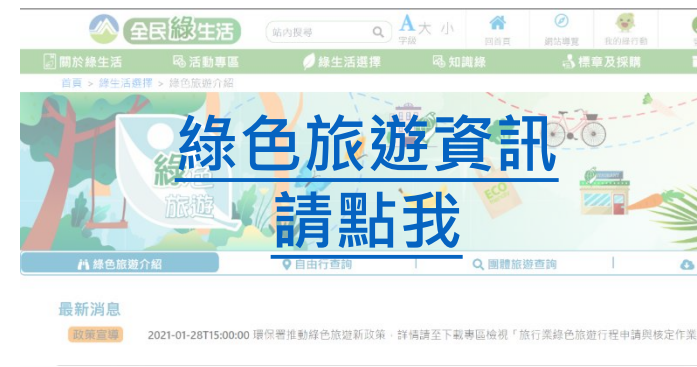 全民綠生活
站內搜尋
A大 小
字級
回首頁
網站導覽
我的綠行動
關於綠生活
活動專區
綠生活選擇
知識綠
標章及採購
首頁 > 綠生活選擇 > 綠色旅遊介紹
綠色
旅遊
ECO
綠色旅遊資訊
請點我
綠色旅遊介紹
自由行查詢
團體旅遊查詢
最新消息
政策宣導
2021-01-28T15:00:00 環保署推動綠色旅遊新政策，詳情請至下載專區檢視「旅行業綠色旅遊行程申請與核定作業